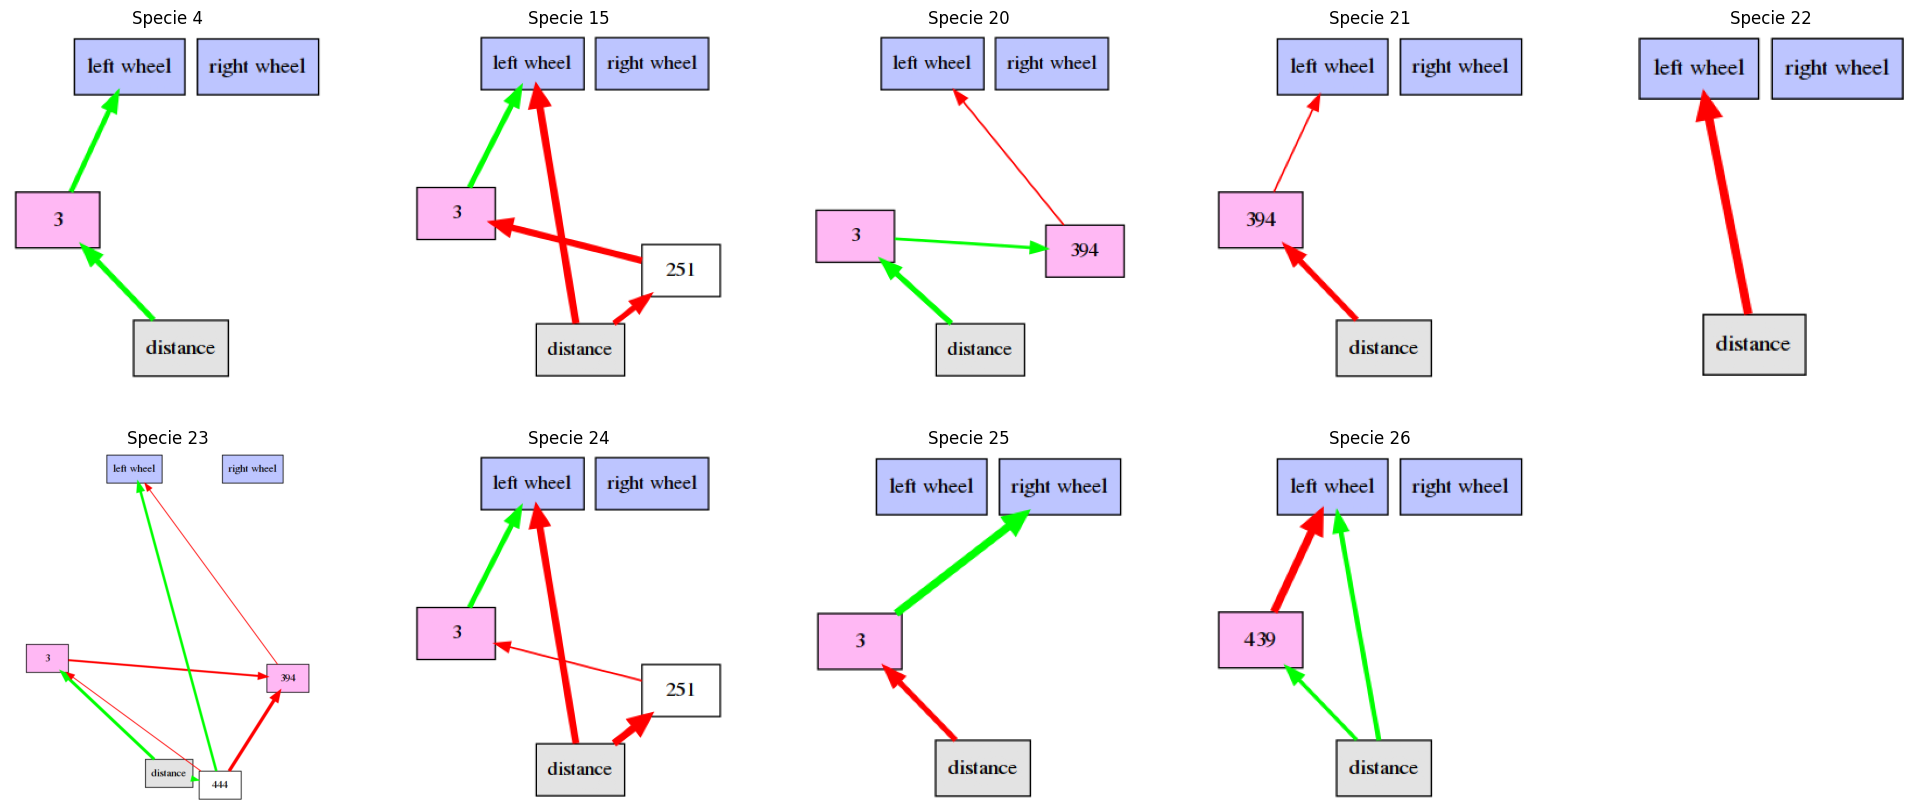 Specie 4
left wheel
right wheel
3
distance
Specie 15
left wheel
right wheel
3
251
distance
Specie 20
left wheel
right wheel
3
394
distance
Specie 21
left wheel
right wheel
394
distance
Specie 22
left wheel
right wheel
distance
Specie 23
left wheel
right wheel
3
394
distance
444
Specie 24
left wheel
right wheel
3
251
distance
Specie 25
left wheel
right wheel
3
distance
Specie 26
left wheel
right wheel
439
distance